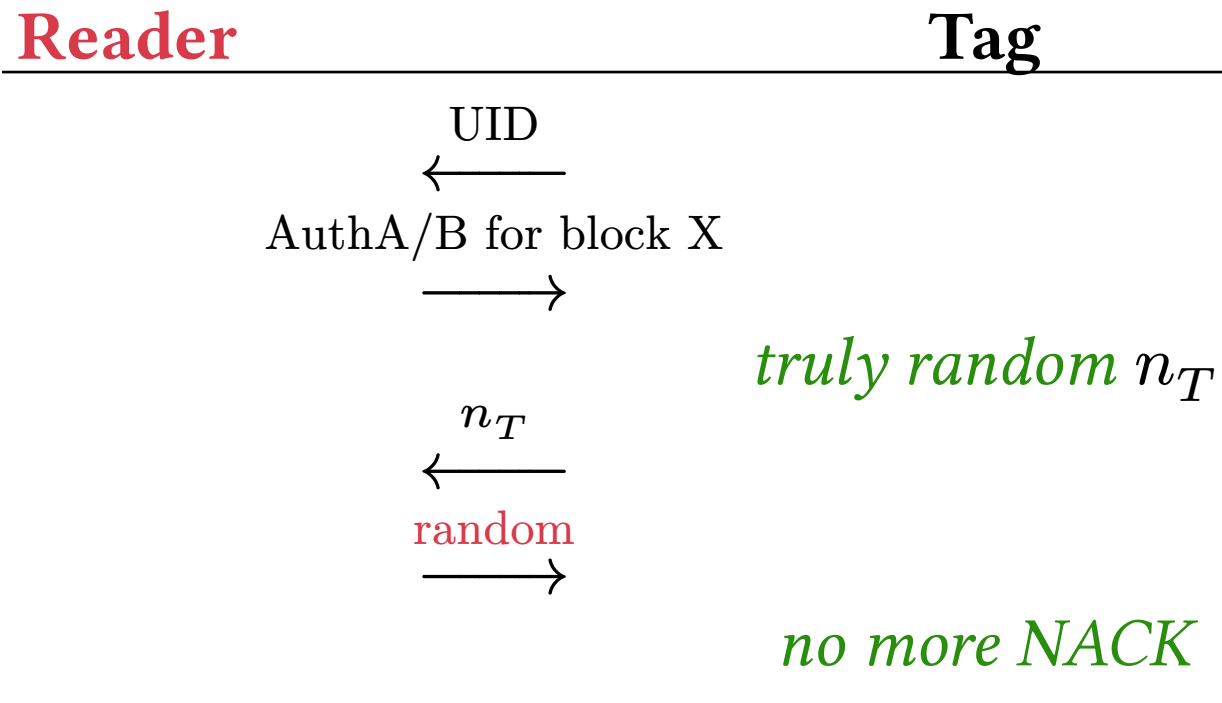 Reader Tag
UID
AuthA/B for block X
truly random n_T
n_T
random
no more NACK